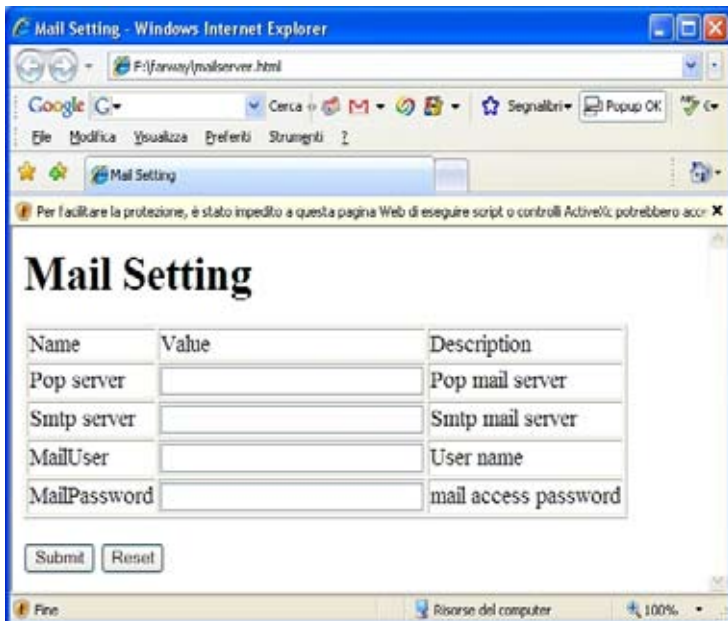 Mail Setting - Windows Internet Explorer
F:\farway\mailserver.html
Google G Cerca Segnalibri Popup OK
File Modifica Visualizza Preferiti Strumenti ?
Mail Setting
Per facilitare la protezione, è stato impedito a questa pagina Web di eseguire script o controlli ActiveX: potrebbero
Mail Setting
Name Value Description
Pop server Pop mail server
Smtp server Smtp mail server
MailUser User name
MailPassword mail access password
Submit Reset
Fine Risorse del computer 100%